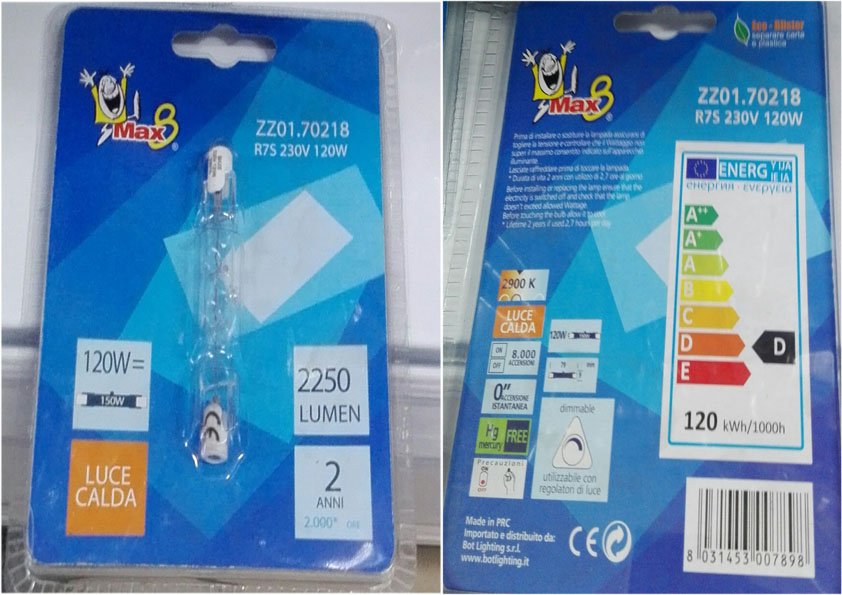 Max8
ZZ01.70218
R7S 230V 120W
120W=
150W
2250
LUMEN
LUCE
CALDA
2
ANNI
2.000* ORE
Eco - Blister
separare carta
e plastica
Max8
ZZ01.70218
R7S 230V 120W
Prima di installare o sostituire la lampada assicurarsi di
togliere la tensione e controllare che il Wattaggio non
superi il massimo consentito indicato sull'apparecchio
illuminante.
Lasciate raffreddare prima di toccare la lampada.
* Durata di vita 2 anni con utilizzo di 2,7 ore al giorno
Before installing or replacing the lamp ensure that the
electricity is switched off and check that the lamp
doesn't exceed allowed Wattage.
Before touching the bulb allow it to cool
* Lifetime 2 years if used 2,7 hours per day.
ENERG Y IJA
IE IA
енергия · ενεργεια
A++
A+
A
B
C
D
E
D
120 kWh/1000h
2900 K
LUCE
CALDA
120W
ON
OFF
8.000
ACCENSIONI
79 mm
0"
ACCENSIONE
ISTANTANEA
Hg
mercury
FREE
dimmable
utilizzabile con
regolatori di luce
Precauzioni
OFF
Made in PRC
Importato e distribuito da:
Bot Lighting s.r.l.
www.botlighting.it
CE
8 031453 007898